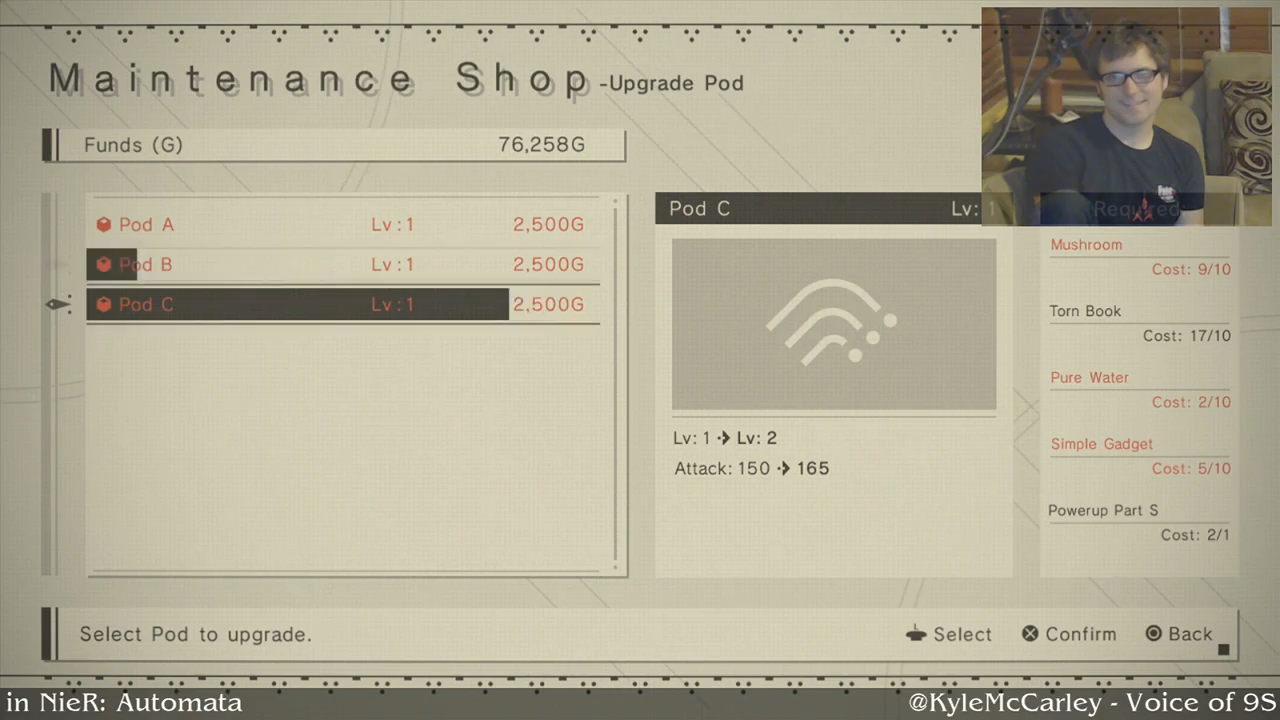 Maintenance Shop -Upgrade Pod
Funds (G) 76,258G
Pod A Lv:1 2,500G
Pod B Lv:1 2,500G
Pod C Lv:1 2,500G
Pod C Lv: 1
Lv: 1 Lv: 2
Attack: 150 165
Required
Mushroom
Cost: 9/10
Torn Book
Cost: 17/10
Pure Water
Cost: 2/10
Simple Gadget
Cost: 5/10
Powerup Part S
Cost: 2/1
Select Pod to upgrade.
Select Confirm Back
in NieR: Automata
@KyleMcCarley - Voice of 9S